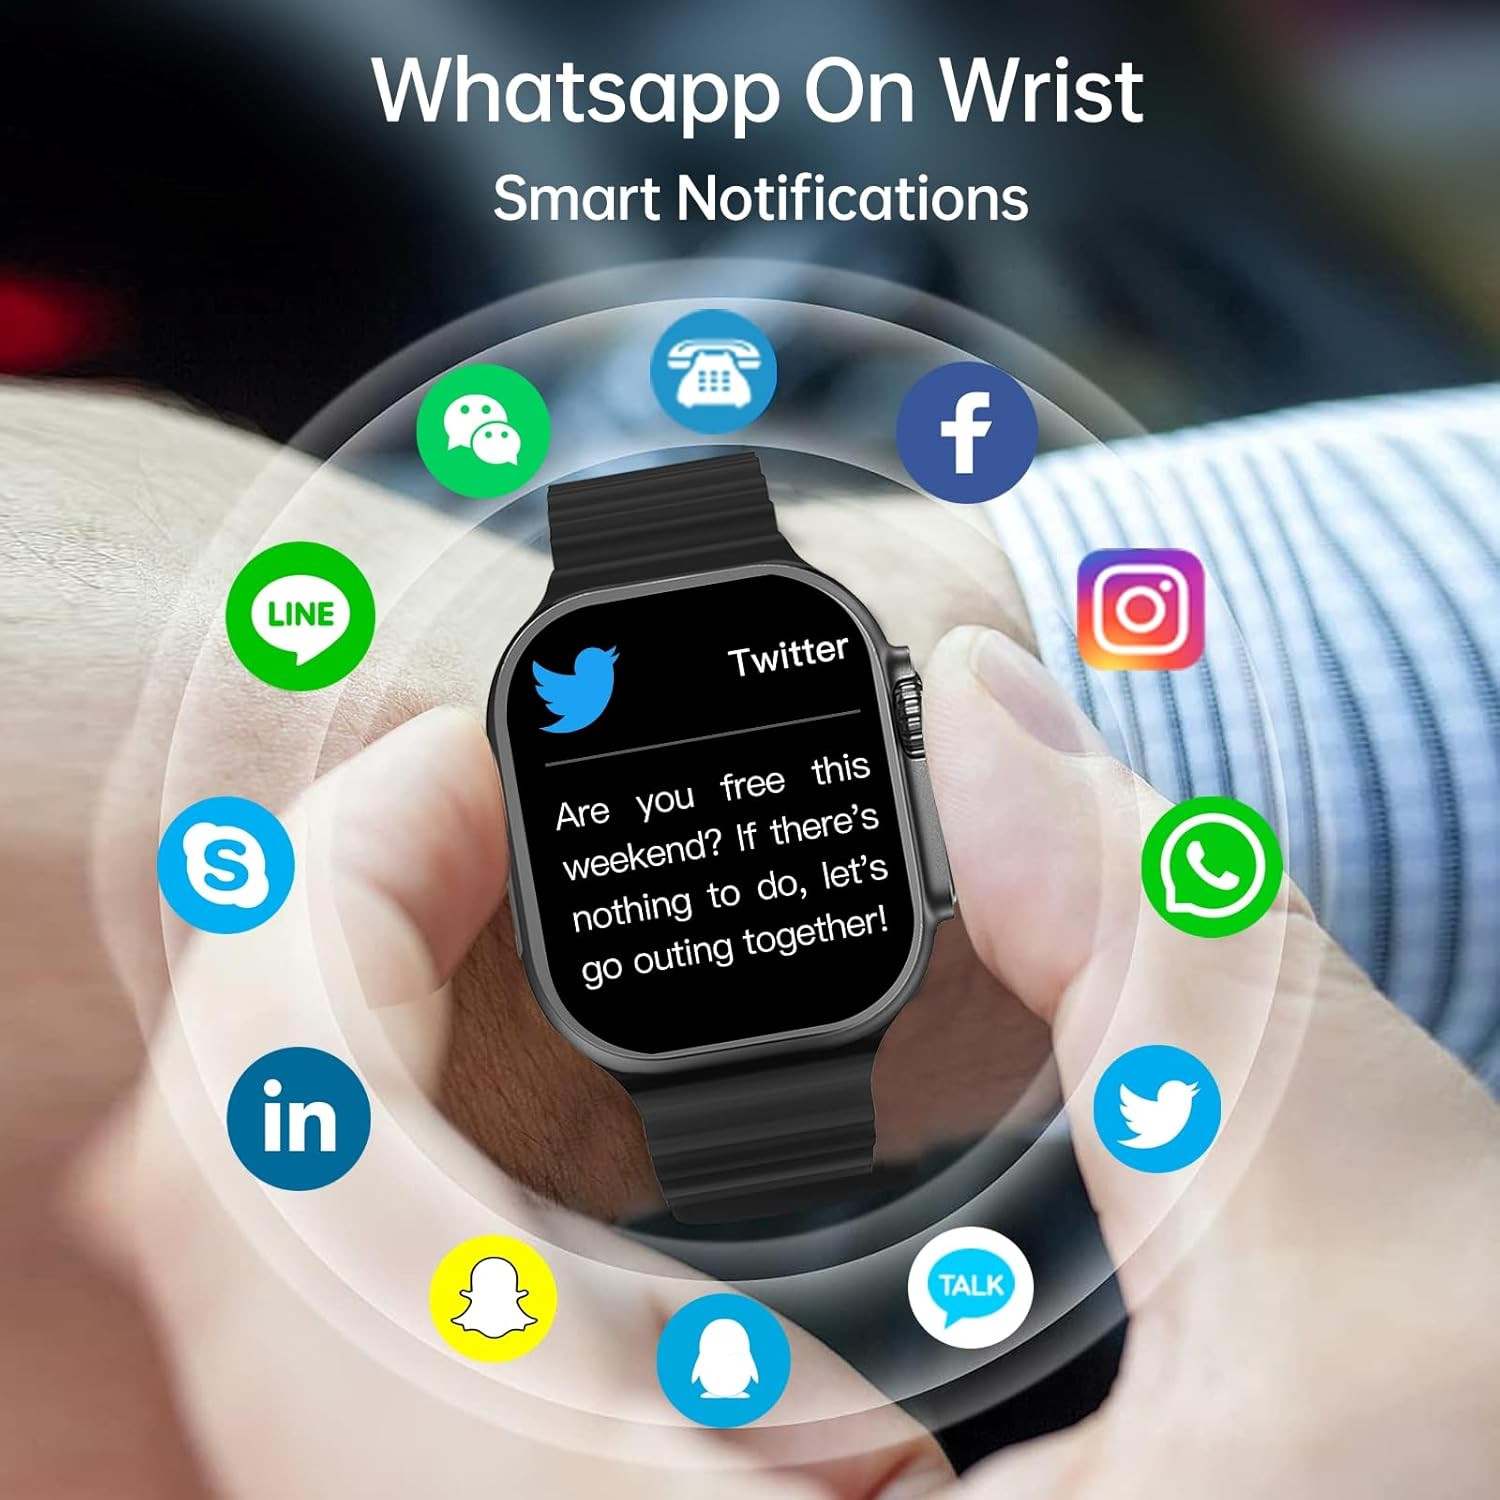 Whatsapp On Wrist
Smart Notifications
f
LINE
Twitter
Are you free this
weekend? If there's
nothing to do, let's
go outing together!
S
in
TALK